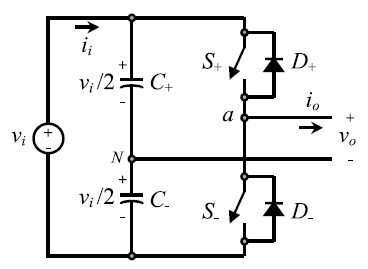 i_i
+
v_i/2 C_+
-
S_+ D_+
a
i_o
+
v_o
-
v_i
+
-
N
+
v_i/2 C_-
-
S_- D_-